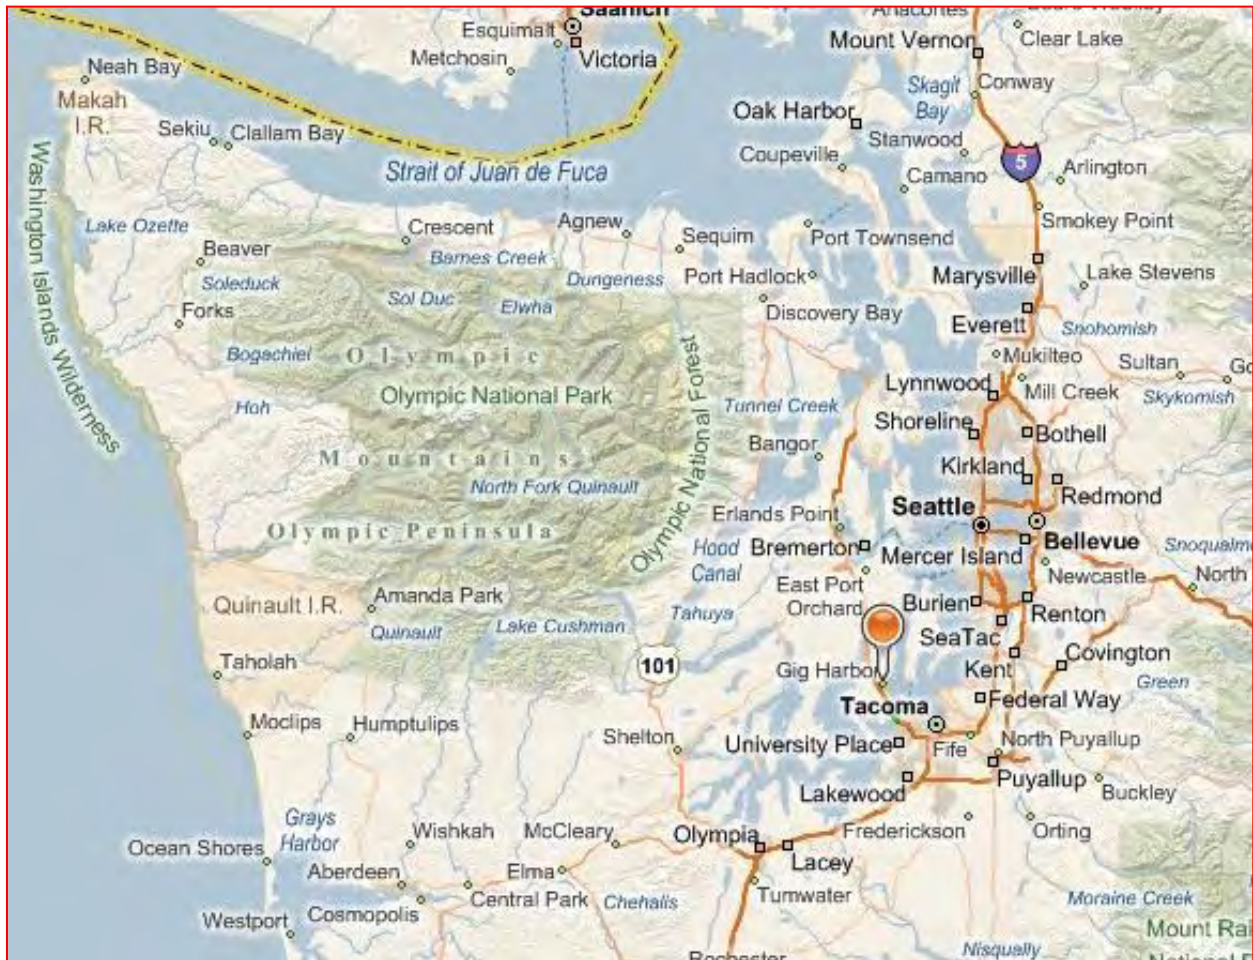 Saanich
Anacortes
Esquimalt
Clear Lake
Mount Vernon
Metchosin
Victoria
Neah Bay
Skagit
Bay
Conway
Makah
I.R.
Oak Harbor
Sekiu
Clallam Bay
Stanwood
Coupeville
5
Strait of Juan de Fuca
Camano
Arlington
Washington Islands Wilderness
Lake Ozette
Crescent
Agnew
Smokey Point
Beaver
Barnes Creek
Sequim
Port Townsend
Soleduck
Dungeness
Port Hadlock
Marysville
Lake Stevens
Sol Duc
Elwha
Forks
Discovery Bay
Everett
Snohomish
Bogachiel
Olympic
Mukilteo
Sultan
Lynnwood
Mill Creek
Olympic National Park
Skykomish
Hoh
Tunnel Creek
Olympic National Forest
Shoreline
Bothell
Bangor
Mountains
Kirkland
North Fork Quinault
Redmond
Seattle
Erlands Point
Olympic Peninsula
Bellevue
Hood
Canal
Bremerton
Mercer Island
East Port
Orchard
Newcastle
North
Amanda Park
Quinault I.R.
Burien
Renton
Tahuya
Quinault
Lake Cushman
SeaTac
Taholah
101
Gig Harbor
Kent
Covington
Green
Tacoma
Federal Way
Moclips
Humptulips
Shelton
University Place
Fife
North Puyallup
Puyallup
Lakewood
Buckley
Grays
Harbor
Wishkah
McCleary
Olympia
Frederickson
Orting
Ocean Shores
Lacey
Aberdeen
Elma
Central Park
Chehalis
Tumwater
Moraine Creek
Westport
Cosmopolis
Nisqually
Rochester